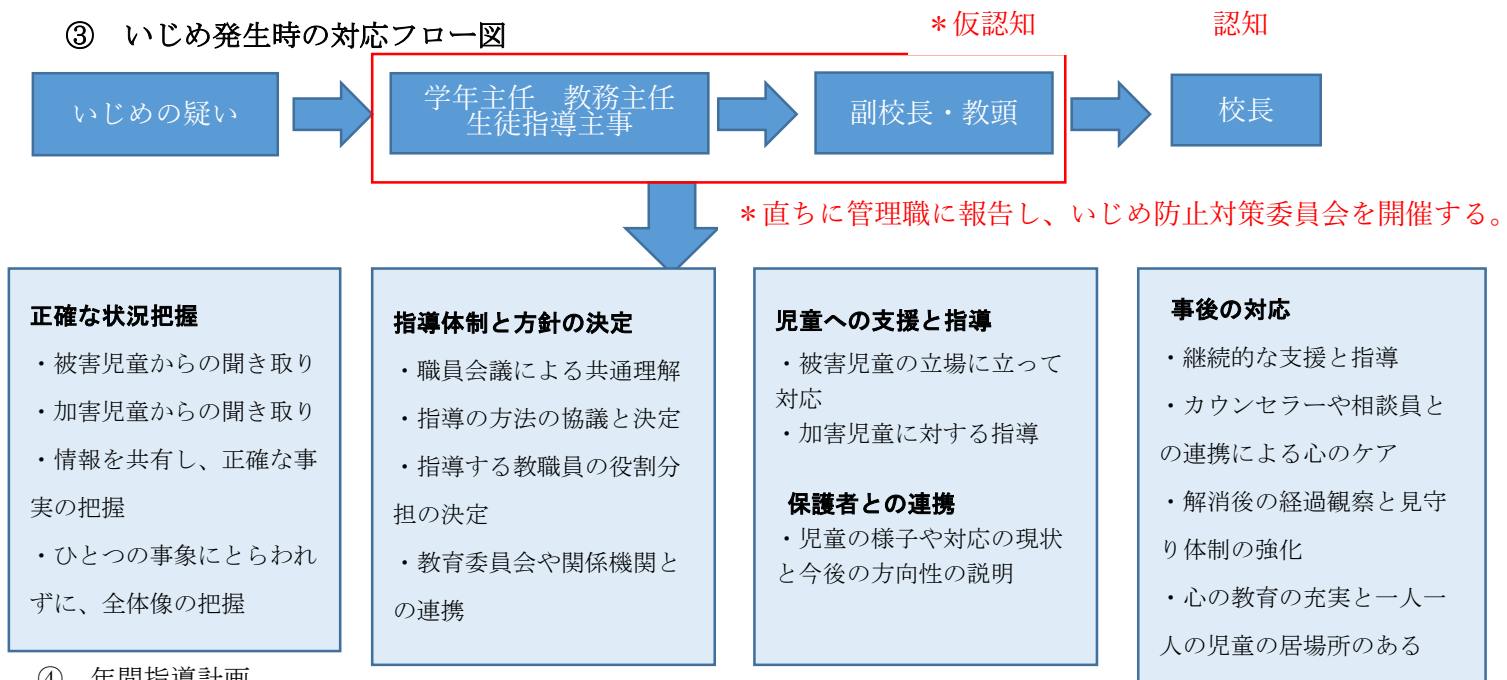 ③　いじめ発生時の対応フロー図
＊仮認知
認知
いじめの疑い
学年主任　教務主任
生徒指導主事
副校長・教頭
校長
＊直ちに管理職に報告し、いじめ防止対策委員会を開催する。
正確な状況把握
・被害児童からの聞き取り
・加害児童からの聞き取り
・情報を共有し、正確な事
実の把握
・ひとつの事象にとらわれ
ずに、全体像の把握
指導体制と方針の決定
・職員会議による共通理解
・指導の方法の協議と決定
・指導する教職員の役割分
担の決定
・教育委員会や関係機関と
の連携
児童への支援と指導
・被害児童の立場に立って
対応
・加害児童に対する指導
保護者との連携
・児童の様子や対応の現状
と今後の方向性の説明
事後の対応
・継続的な支援と指導
・カウンセラーや相談員と
の連携による心のケア
・解消後の経過観察と見守
り体制の強化
・心の教育の充実と一人一
人の児童の居場所のある
④　年間指導計画